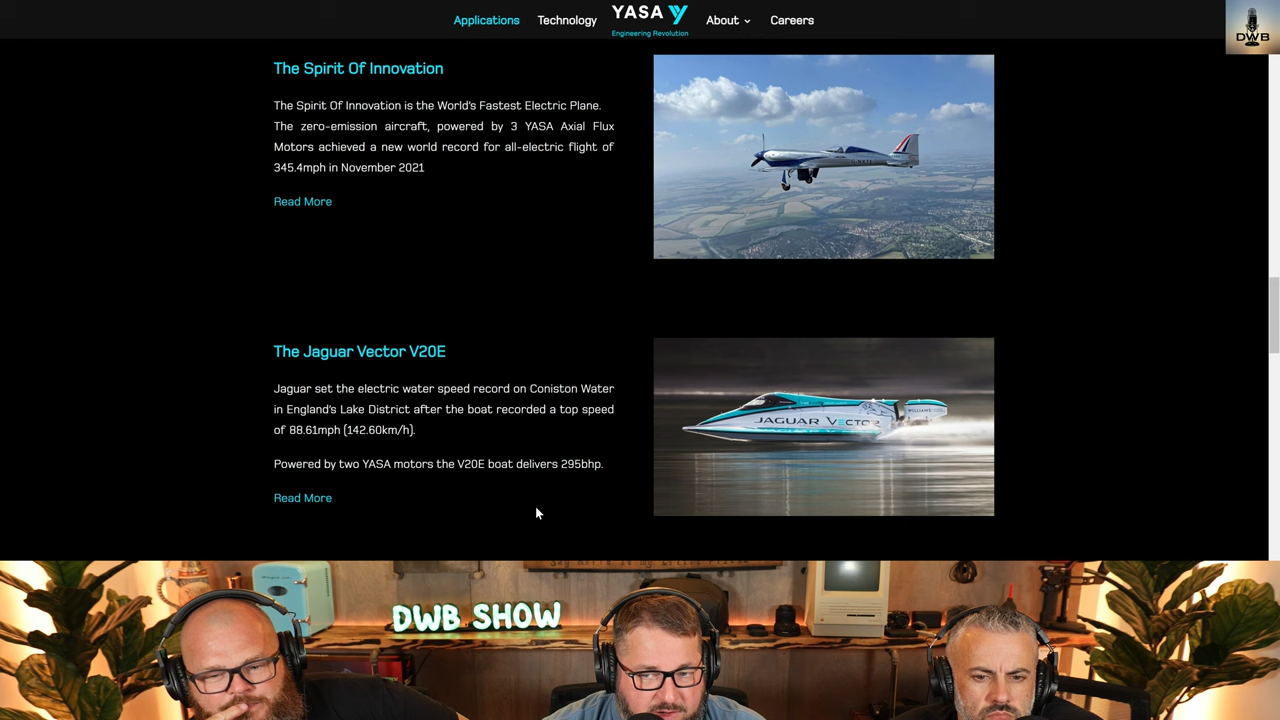 Applications
Technology
YASA
Engineering Revolution
About
Careers
DWB
The Spirit Of Innovation
The Spirit Of Innovation is the World's Fastest Electric Plane.
The zero-emission aircraft, powered by 3 YASA Axial Flux
Motors achieved a new world record for all-electric flight of
345.4mph in November 2021
Read More
The Jaguar Vector V20E
Jaguar set the electric water speed record on Coniston Water
in England's Lake District after the boat recorded a top speed
of 88.61mph (142.60km/h).
Powered by two YASA motors the V20E boat delivers 295bhp.
Read More
JAGUAR VECTOR
WILLIAMS
DWB SHOW